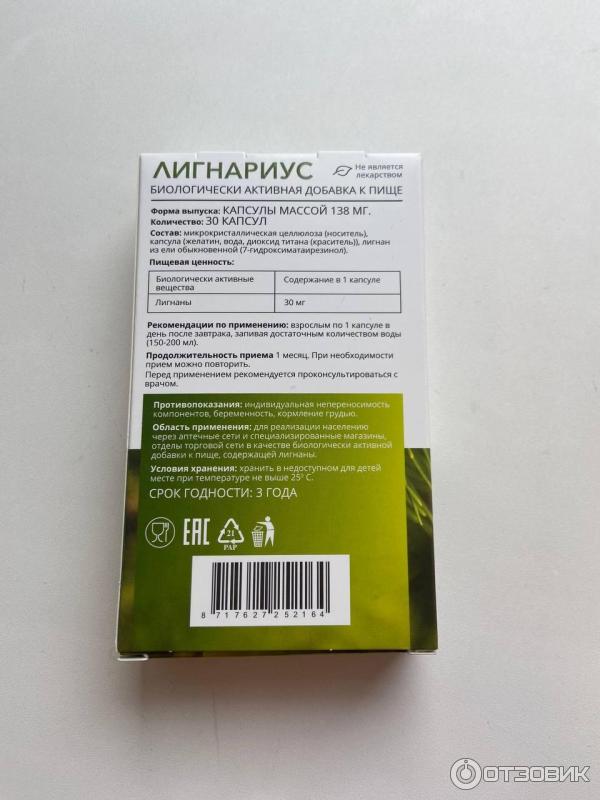 ЛИГНАРИУС
Не является
лекарством
БИОЛОГИЧЕСКИ АКТИВНАЯ ДОБАВКА К ПИЩЕ
Форма выпуска: КАПСУЛЫ МАССОЙ 138 МГ.
Количество: 30 КАПСУЛ
Состав: микрокристаллическая целлюлоза (носитель),
капсула (желатин, вода, диоксид титана (краситель)), лигнан
из ели обыкновенной (7-гидроксиматаирезинол).
Пищевая ценность:
Биологически активные
вещества
Содержание в 1 капсуле
Лигнаны
30 мг
Рекомендации по применению: взрослым по 1 капсуле в
день после завтрака, запивая достаточным количеством воды
(150-200 мл).
Продолжительность приема 1 месяц. При необходимости
прием можно повторить.
Перед применением рекомендуется проконсультироваться с
врачом.
Противопоказания: индивидуальная непереносимость
компонентов, беременность, кормление грудью.
Область применения: для реализации населению
через аптечные сети и специализированные магазины,
отделы торговой сети в качестве биологически активной
добавки к пище, содержащей лигнаны.
Условия хранения: хранить в недоступном для детей
месте при температуре не выше 25° С.
СРОК ГОДНОСТИ: 3 ГОДА
EAC
21
PAP
8 717627 252164
ОТЗОВИК